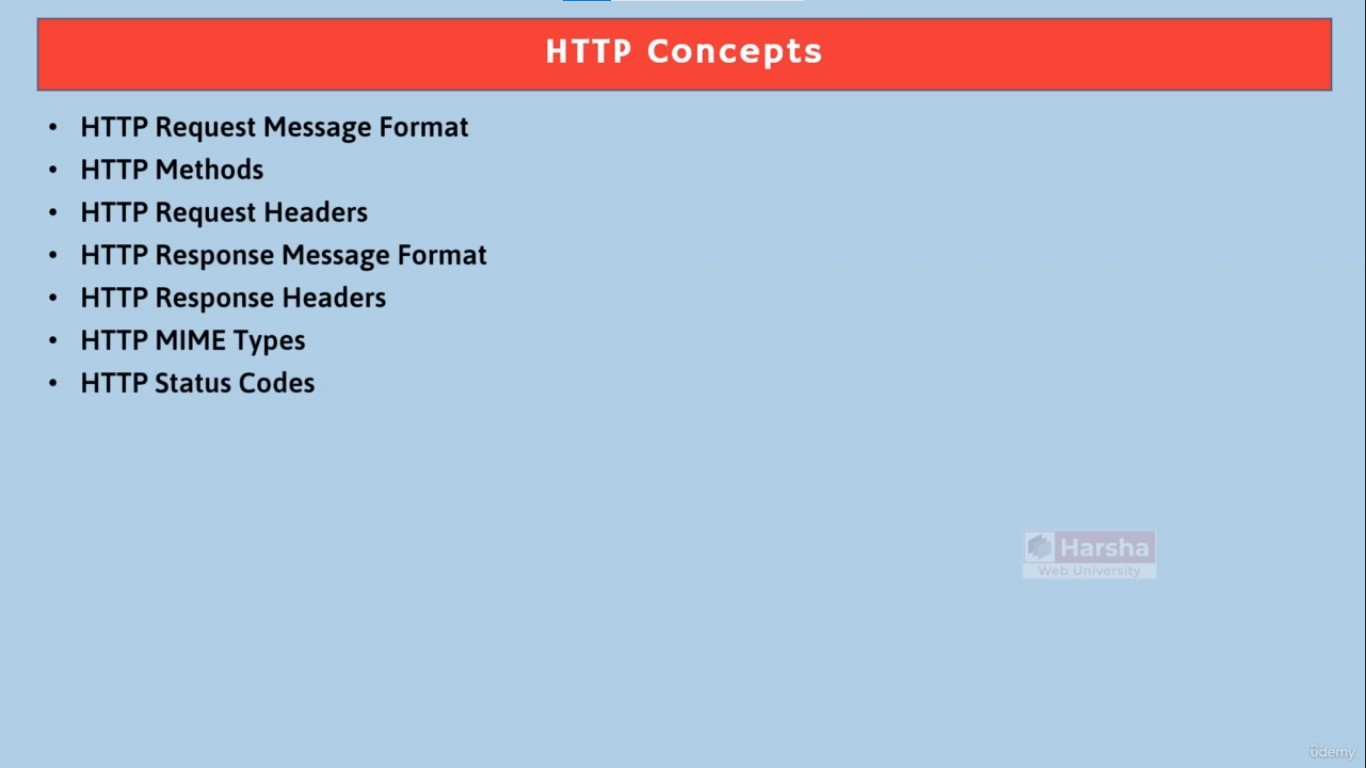 HTTP Concepts
• HTTP Request Message Format
• HTTP Methods
• HTTP Request Headers
• HTTP Response Message Format
• HTTP Response Headers
• HTTP MIME Types
• HTTP Status Codes
Harsha
Web University
ûdemy